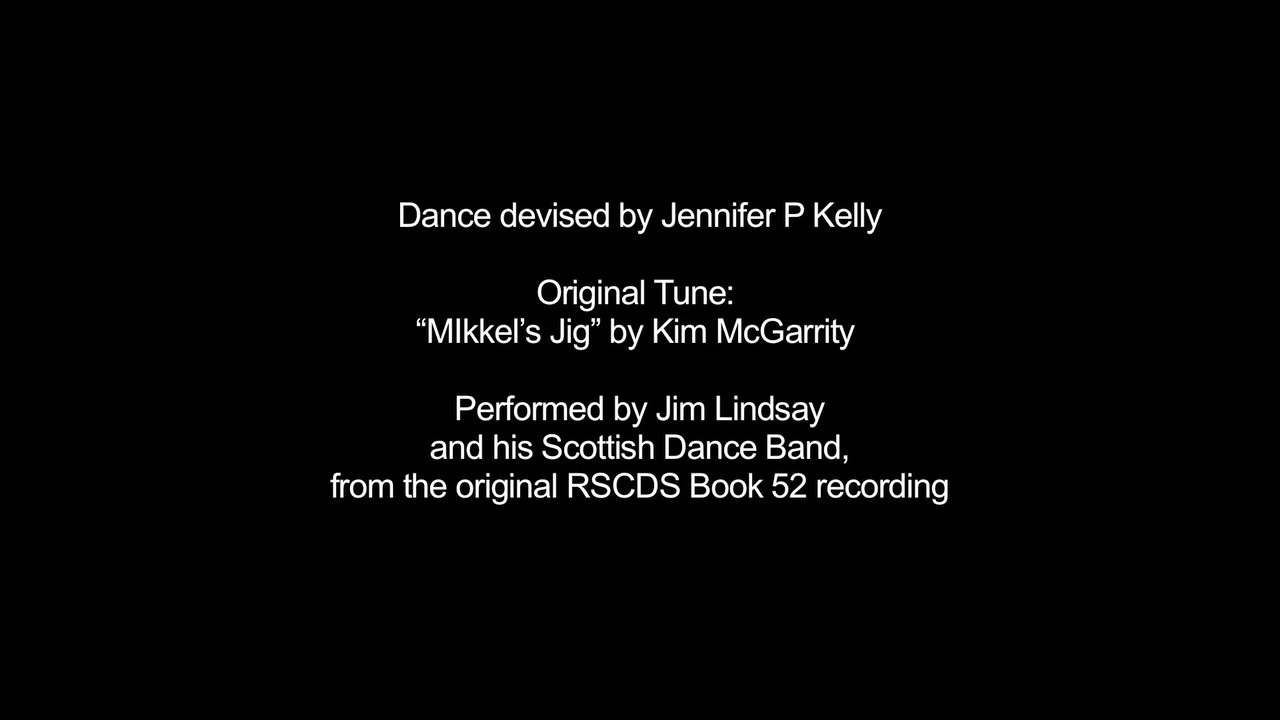 Dance devised by Jennifer P Kelly
Original Tune:
“MIkkel’s Jig” by Kim McGarrity
Performed by Jim Lindsay
and his Scottish Dance Band,
from the original RSCDS Book 52 recording